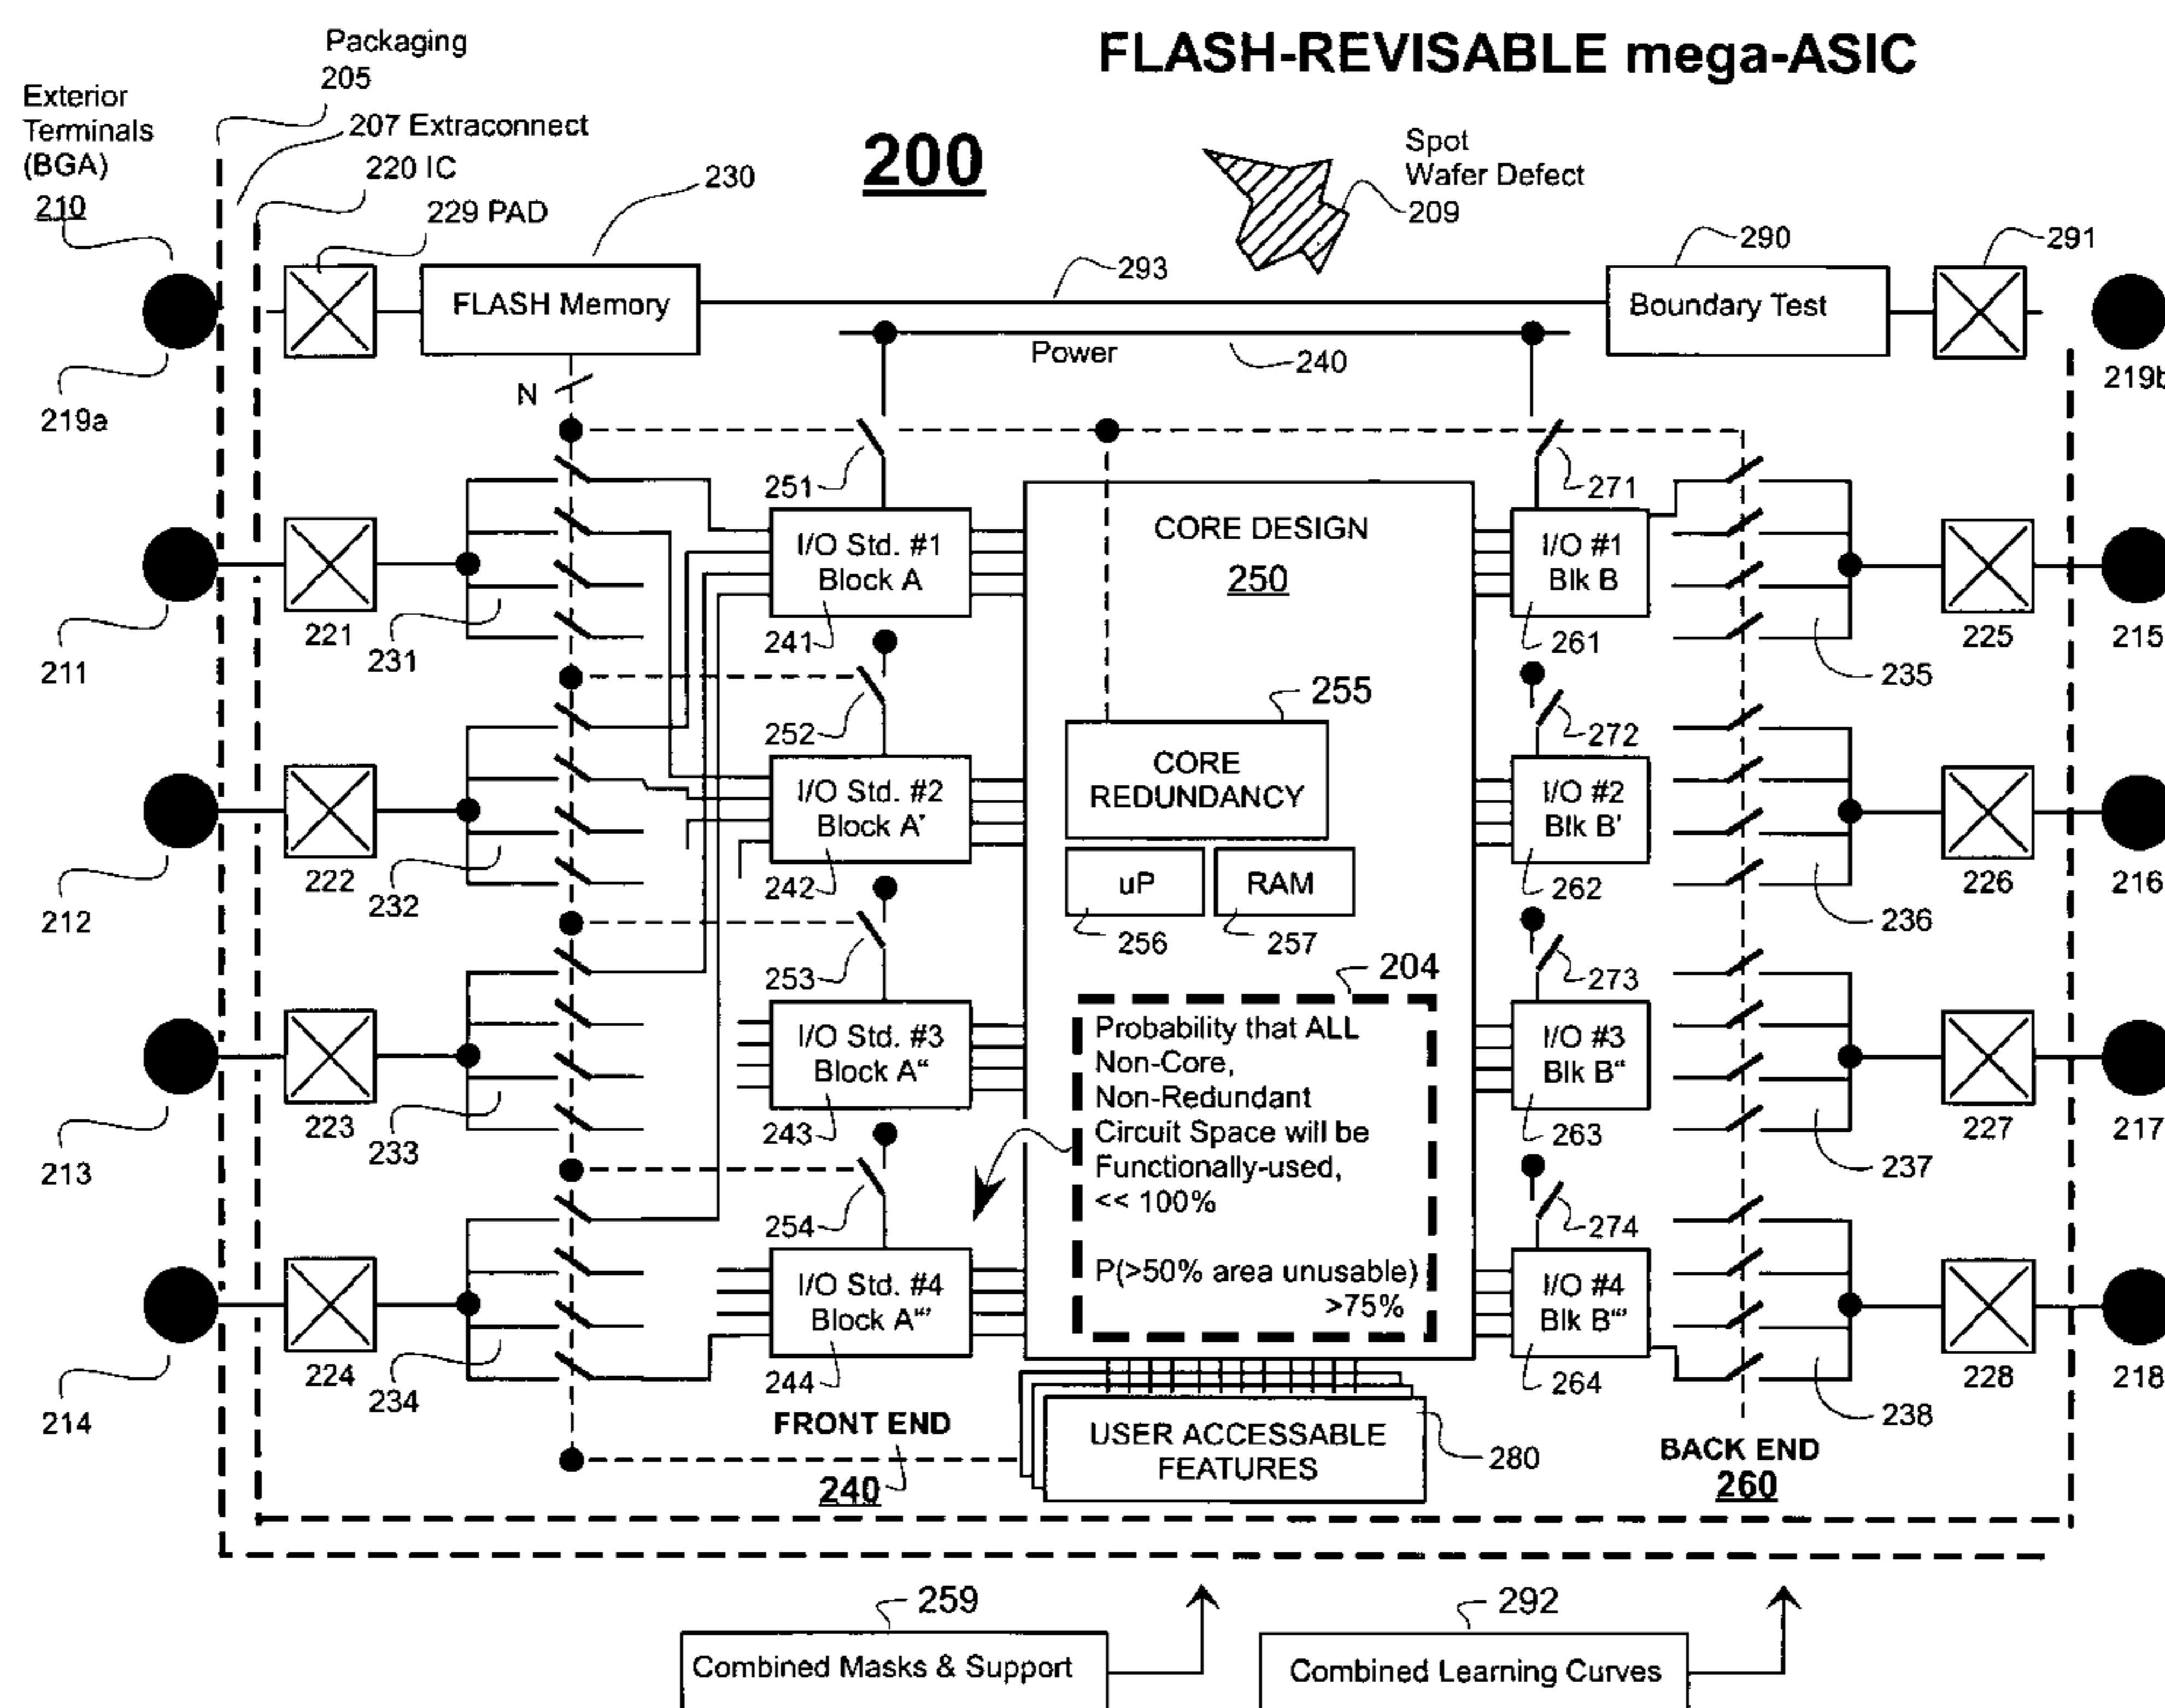 FLASH-REVISABLE mega-ASIC
200
Packaging
205
Exterior
Terminals
(BGA)
210
207 Extraconnect
220 IC
229 PAD
230
Spot
Wafer Defect
209
290
291
293
FLASH Memory
Boundary Test
Power
240
N
219a
219b
251
271
CORE DESIGN
250
I/O Std. #1
Block A
I/O #1
Blk B
221
231
241
261
225
215
211
235
255
252
272
CORE
REDUNDANCY
I/O Std. #2
Block A'
I/O #2
Blk B'
uP
RAM
222
232
242
262
226
216
212
236
256
257
253
273
204
Probability that ALL
Non-Core,
Non-Redundant
Circuit Space will be
Functionally-used,
<< 100%
P(>50% area unusable)
>75%
I/O Std. #3
Block A"
I/O #3
Blk B"
223
233
243
263
227
217
213
237
254
274
I/O Std. #4
Block A"'
I/O #4
Blk B"'
224
234
244
264
228
218
214
238
FRONT END
240
USER ACCESSABLE
FEATURES
280
BACK END
260
259
292
Combined Masks & Support
Combined Learning Curves